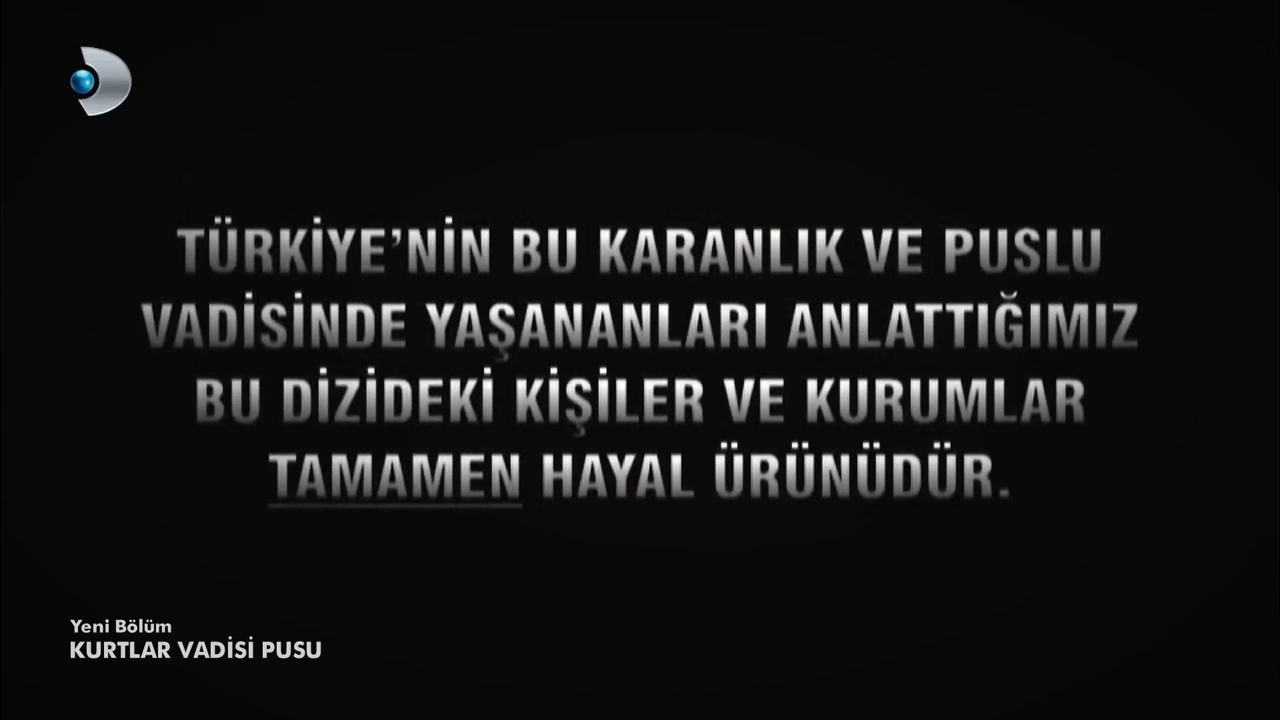 TÜRKİYE'NİN BU KARANLIK VE PUSLU
VADİSİNDE YAŞANANLARI ANLATTIĞIMIZ
BU DİZİDEKİ KİŞİLER VE KURUMLAR
TAMAMEN HAYAL ÜRÜNÜDÜR.
Yeni Bölüm
KURTLAR VADİSİ PUSU